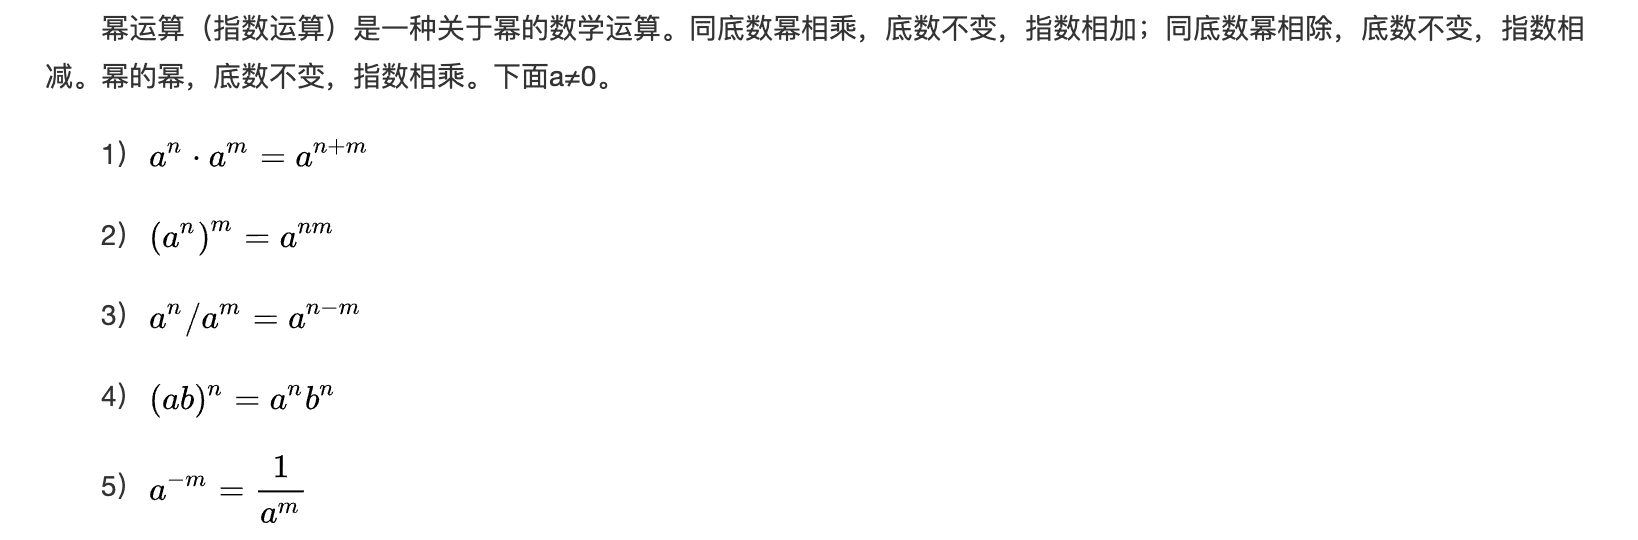 幂运算（指数运算）是一种关于幂的数学运算。同底数幂相乘，底数不变，指数相加；同底数幂相除，底数不变，指数相
减。幂的幂，底数不变，指数相乘。下面a≠0。
1）$a^n \cdot a^m = a^{n+m}$
2）$(a^n)^m = a^{nm}$
3）$a^n / a^m = a^{n-m}$
4）$(ab)^n = a^n b^n$
5）$a^{-m} = \frac{1}{a^m}$